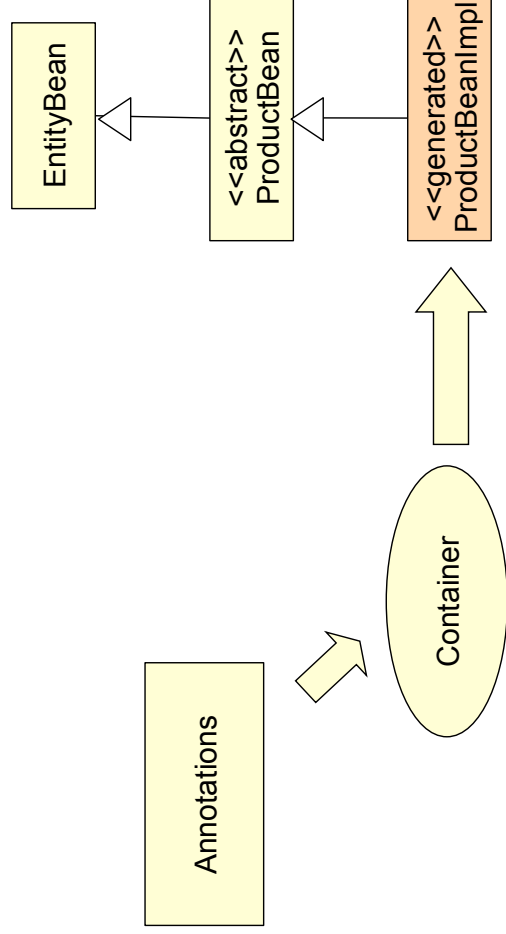 EntityBean
<<abstract>>
ProductBean
<<generated>>
ProductBeanImpl
Annotations
Container